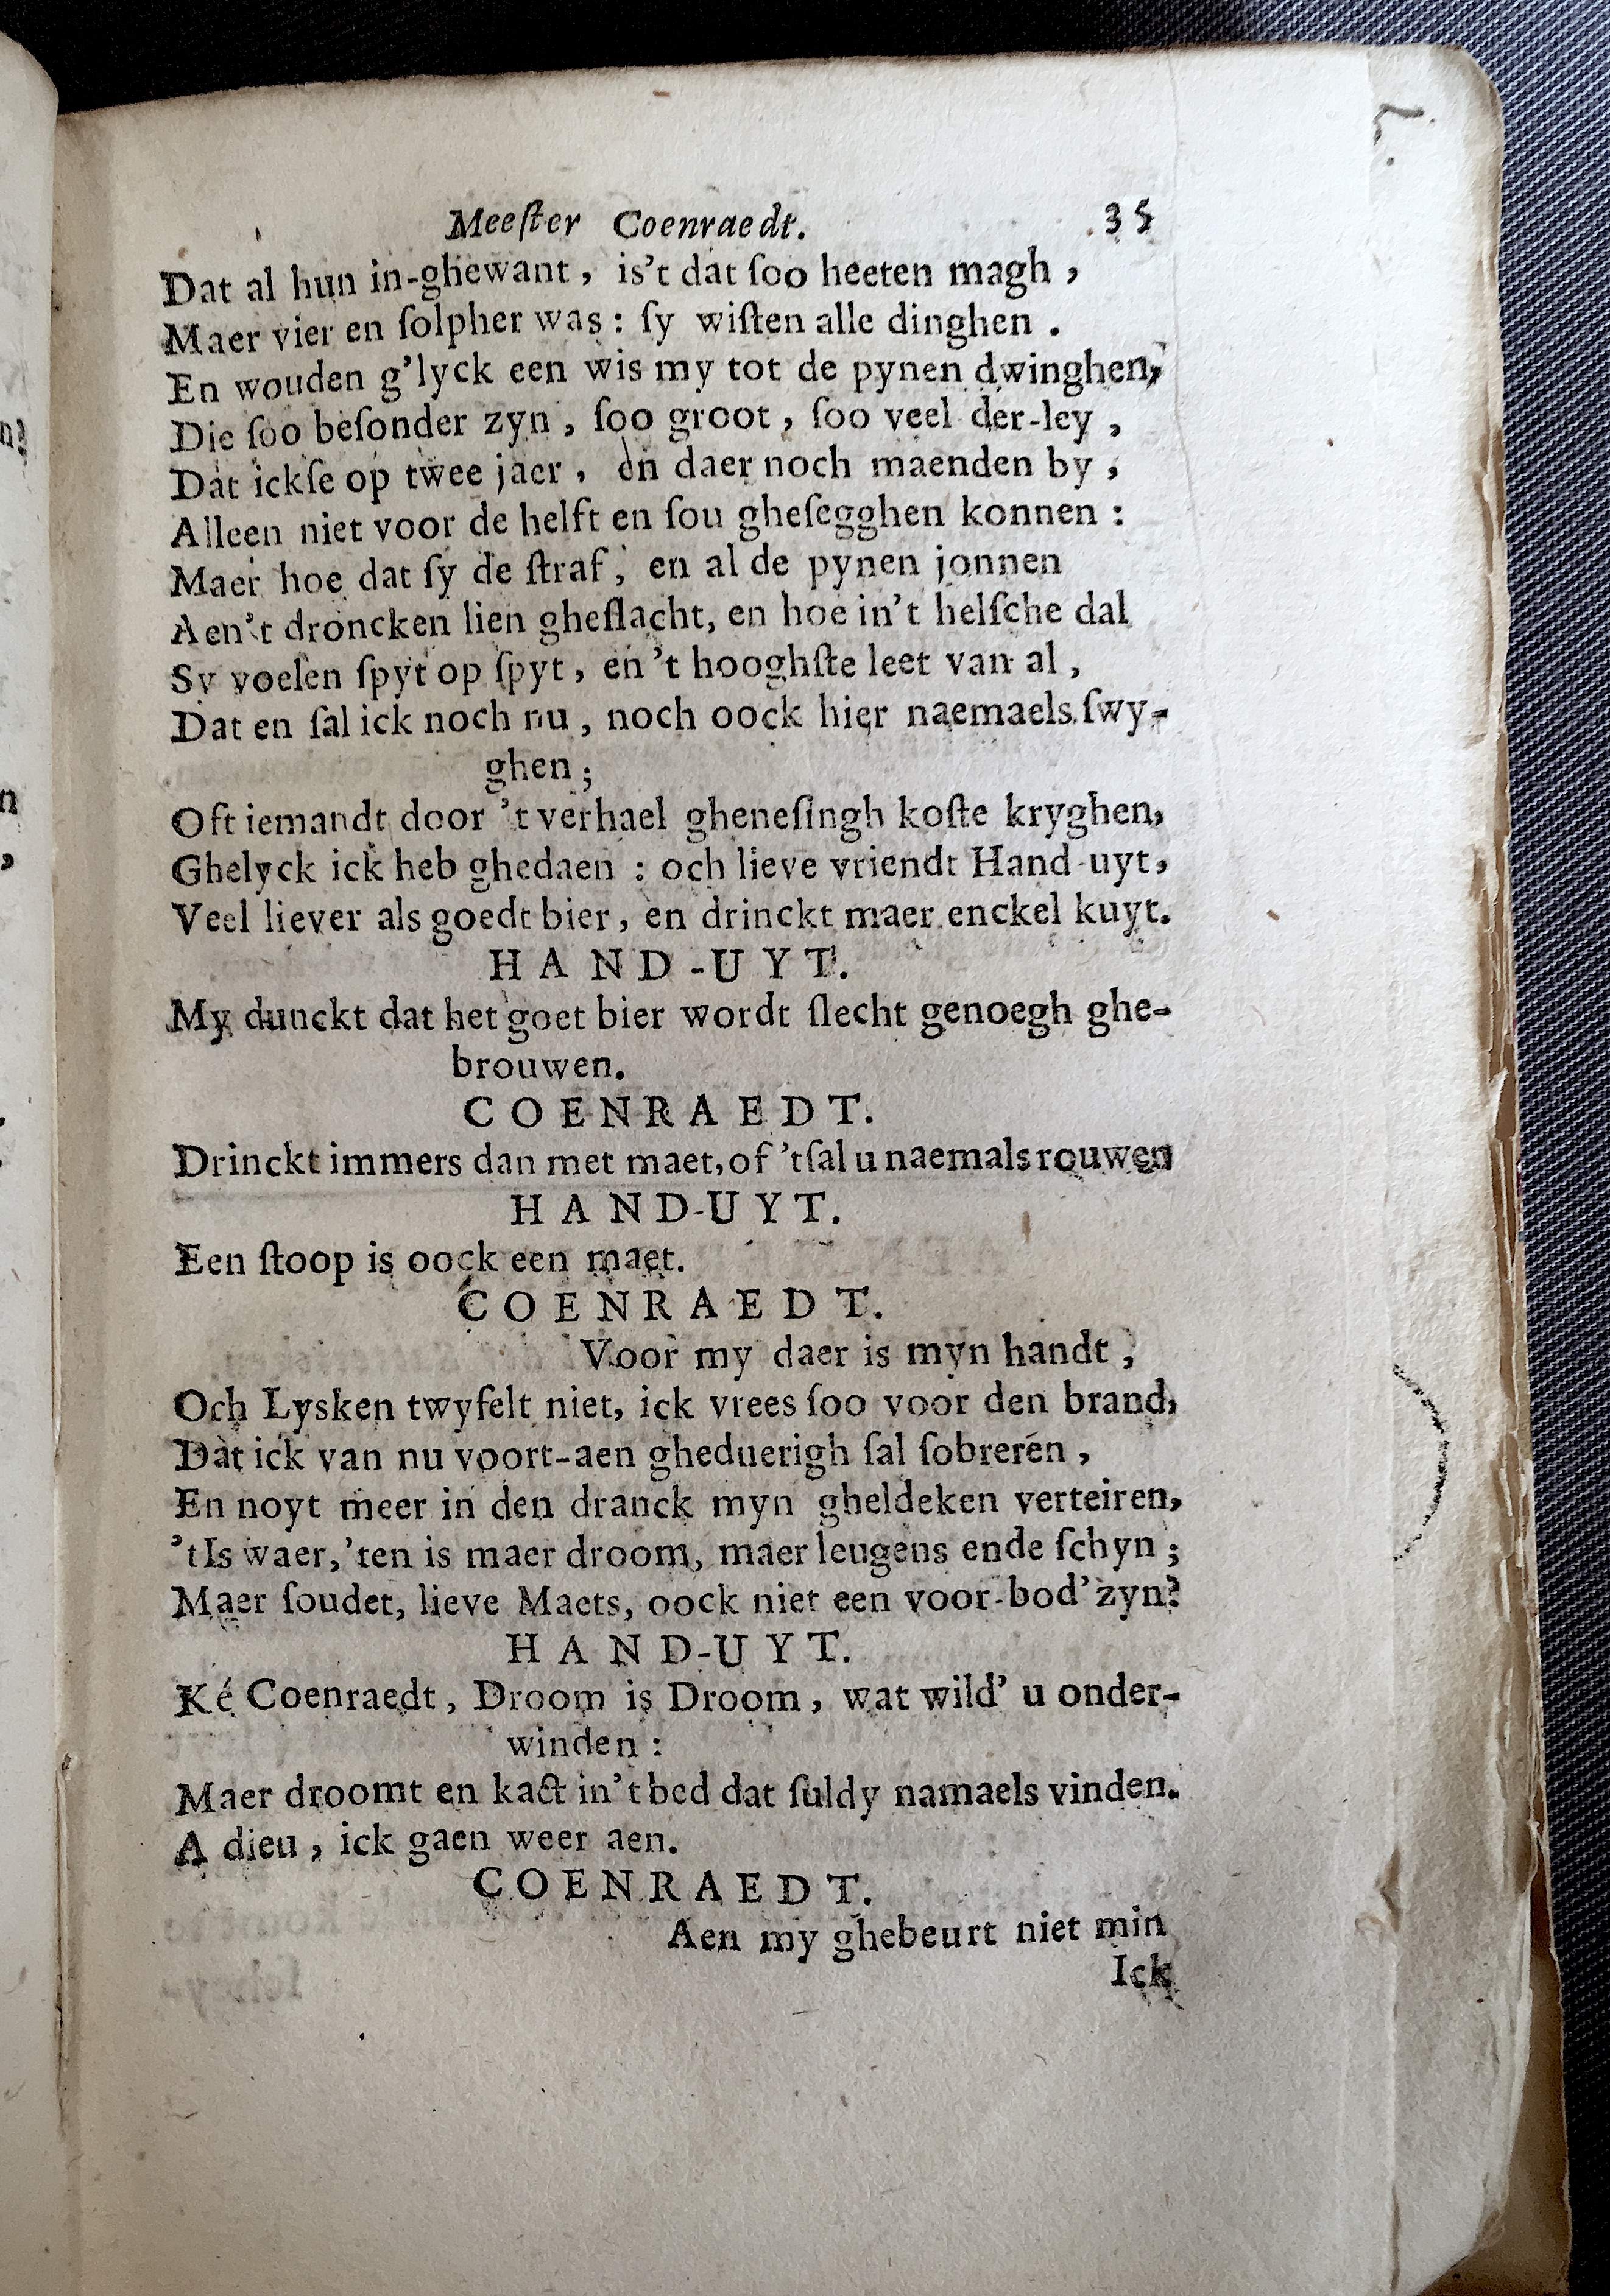 Meeſter Coenraedt. 35
Dat al hun in-ghewant, is't dat ſoo heeten magh,
Maer vier en ſolpher was: ſy wiſten alle dinghen.
En wouden g'lyck een wis my tot de pynen dwinghen,
Die ſoo beſonder zyn, ſoo groot, ſoo veel der-ley,
Dat ickſe op twee jaer, en daer noch maenden by,
Alleen niet voor de helft en ſou gheſegghen konnen:
Maer hoe dat ſy de ſtraf, en al de pynen jonnen
Aen't droncken lien gheſlacht, en hoe in't helſche dal
Sy voelen ſpyt op ſpyt, en 't hooghſte leet van al,
Dat en ſal ick noch nu, noch oock hier naemaels ſwy-
ghen;
Oft iemandt door 't verhael gheneſingh koſte kryghen,
Ghelyck ick heb ghedaen: och lieve vriendt Hand-uyt,
Veel liever als goedt bier, en drinckt maer enckel kuyt.
HAND-UYT.
My dunckt dat het goet bier wordt ſlecht genoegh ghe-
brouwen.
COENRAEDT.
Drinckt immers dan met maet, of 'tſal u naemals rouwen
HAND-UYT.
Een ſtoop is oock een maet.
COENRAEDT.
Voor my daer is myn handt,
Och Lysken twyfelt niet, ick vrees ſoo voor den brand,
Dat ick van nu voort-aen gheduerigh ſal ſobreren,
En noyt meer in den dranck myn gheldeken verteiren,
'tIs waer, 'ten is maer droom, maer leugens ende ſchyn;
Maer ſoudet, lieve Maets, oock niet een voor-bod' zyn?
HAND-UYT.
Ké Coenraedt, Droom is Droom, wat wild' u onder-
winden:
Maer droomt en kact in't bed dat ſuldy namaels vinden.
A dieu, ick gaen weer aen.
COENRAEDT.
Aen my ghebeurt niet min
Ick